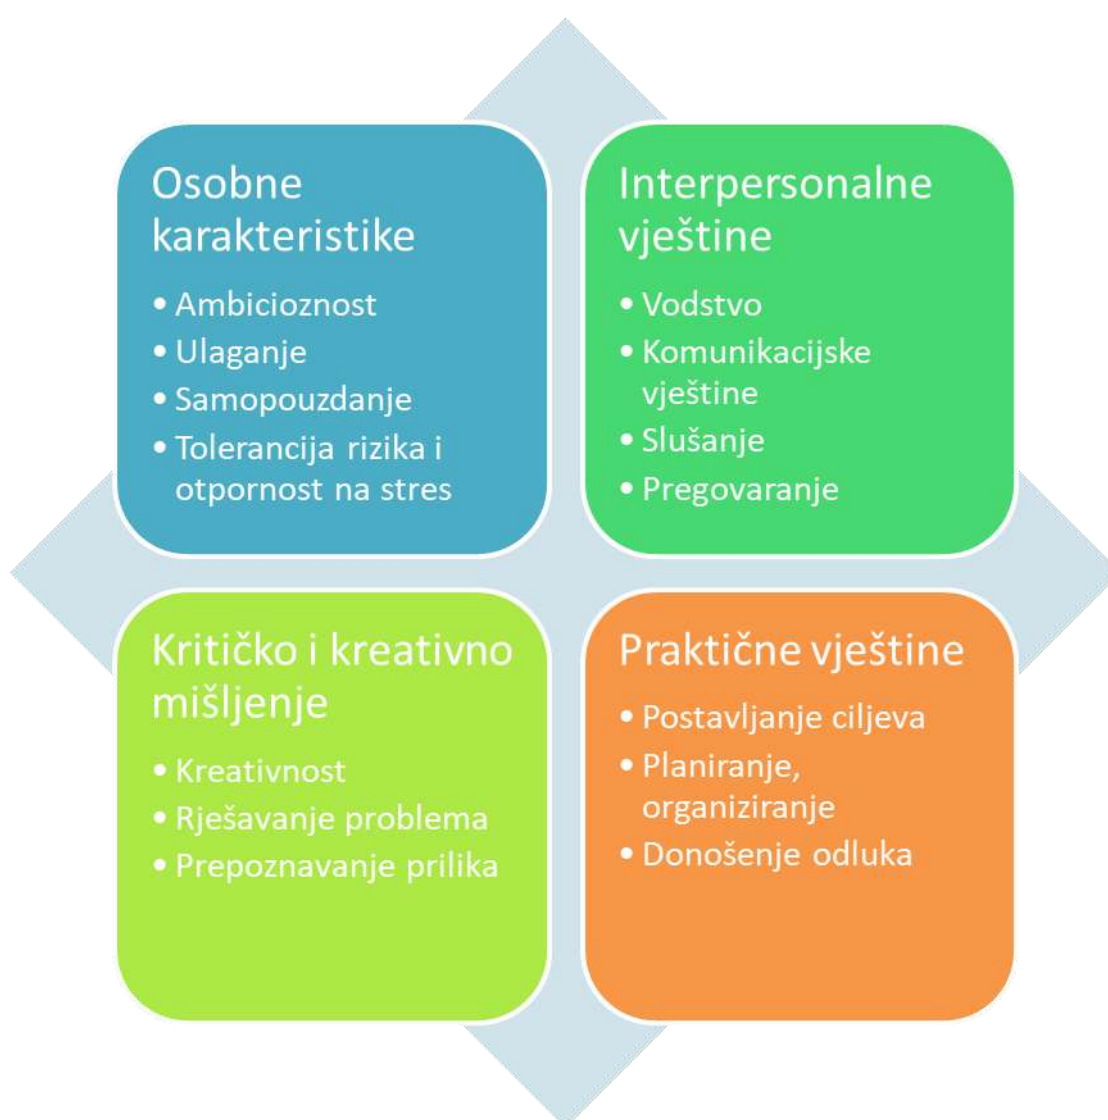 Osobne
karakteristike
• Ambicioznost
• Ulaganje
• Samopouzdanje
• Tolerancija rizika i
otpornost na stres
Interpersonalne
vještine
• Vodstvo
• Komunikacijske
vještine
• Slušanje
• Pregovaranje
Kritičko i kreativno
mišljenje
• Kreativnost
• Rješavanje problema
• Prepoznavanje prilika
Praktične vještine
• Postavljanje ciljeva
• Planiranje,
organiziranje
• Donošenje odluka